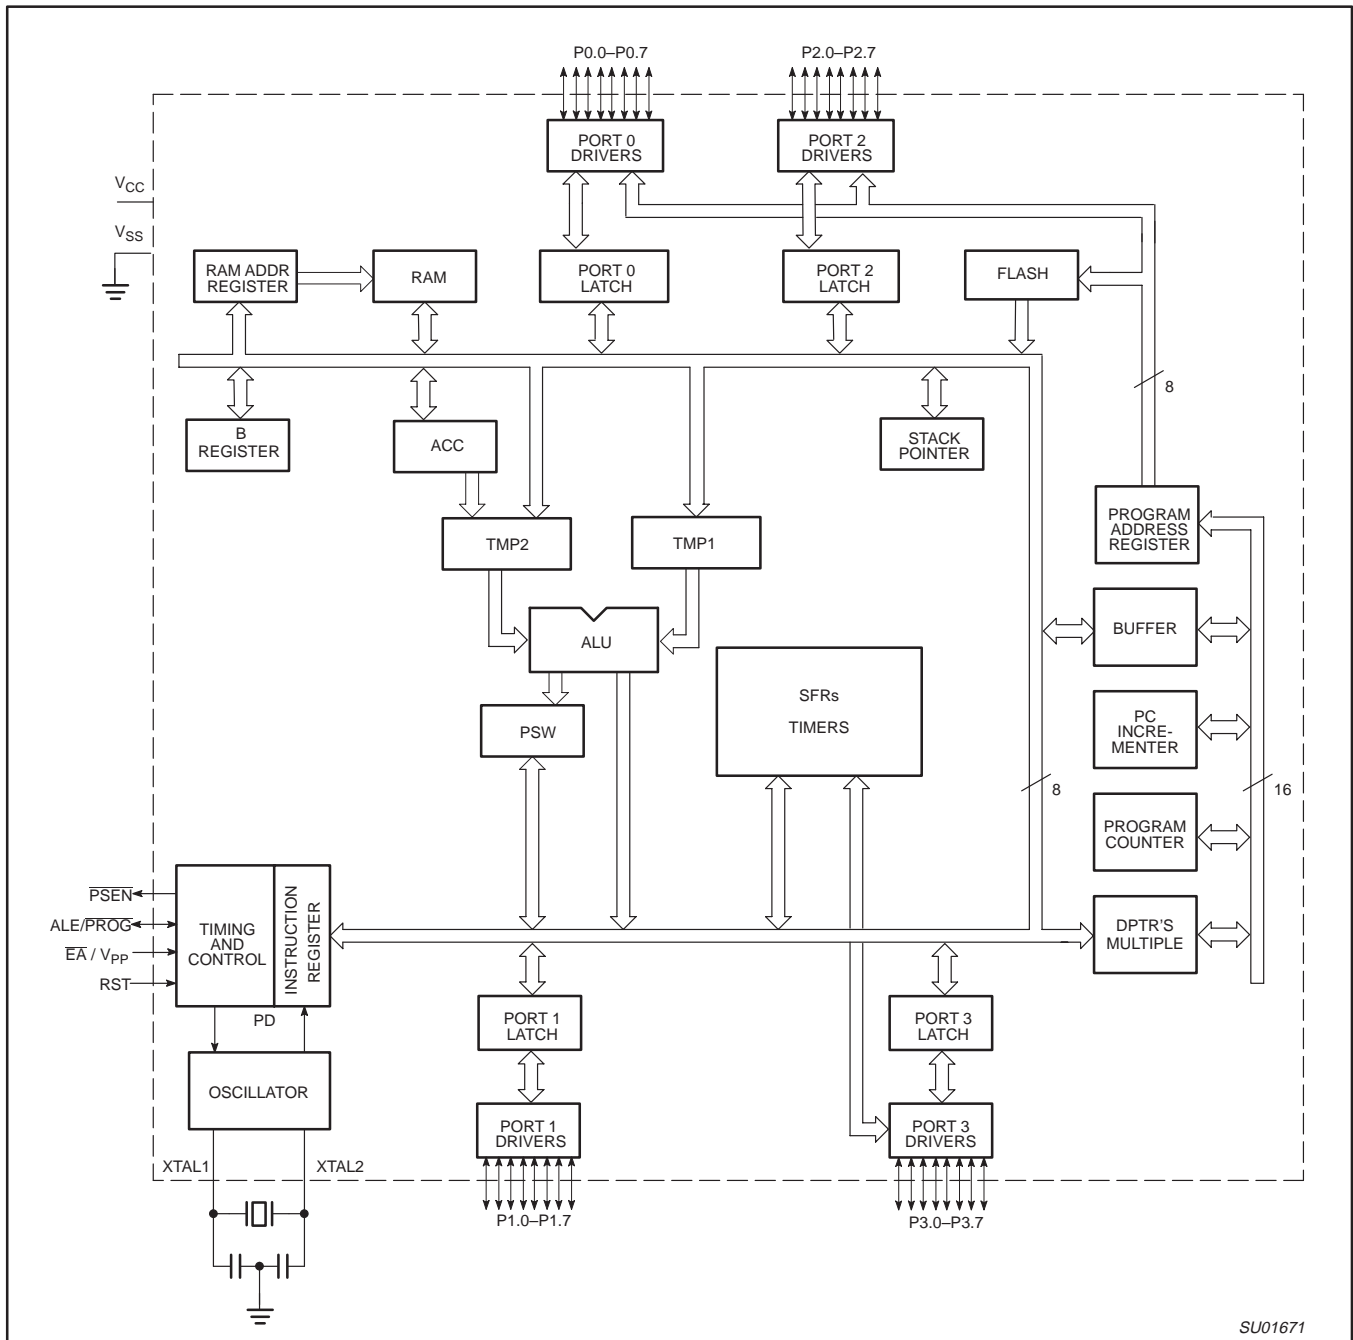 P0.0–P0.7
P2.0–P2.7
PORT 0
DRIVERS
PORT 2
DRIVERS
VCC
VSS
RAM ADDR
REGISTER
RAM
PORT 0
LATCH
PORT 2
LATCH
FLASH
8
B
REGISTER
ACC
STACK
POINTER
TMP2
TMP1
PROGRAM
ADDRESS
REGISTER
ALU
BUFFER
SFRs
TIMERS
PSW
PC
INCRE-
MENTER
8
16
PROGRAM
COUNTER
PSEN
ALE/PROG
EA / VPP
RST
TIMING
AND
CONTROL
INSTRUCTION
REGISTER
DPTR'S
MULTIPLE
PD
PORT 1
LATCH
PORT 3
LATCH
OSCILLATOR
PORT 1
DRIVERS
PORT 3
DRIVERS
XTAL1
XTAL2
P1.0–P1.7
P3.0–P3.7
SU01671